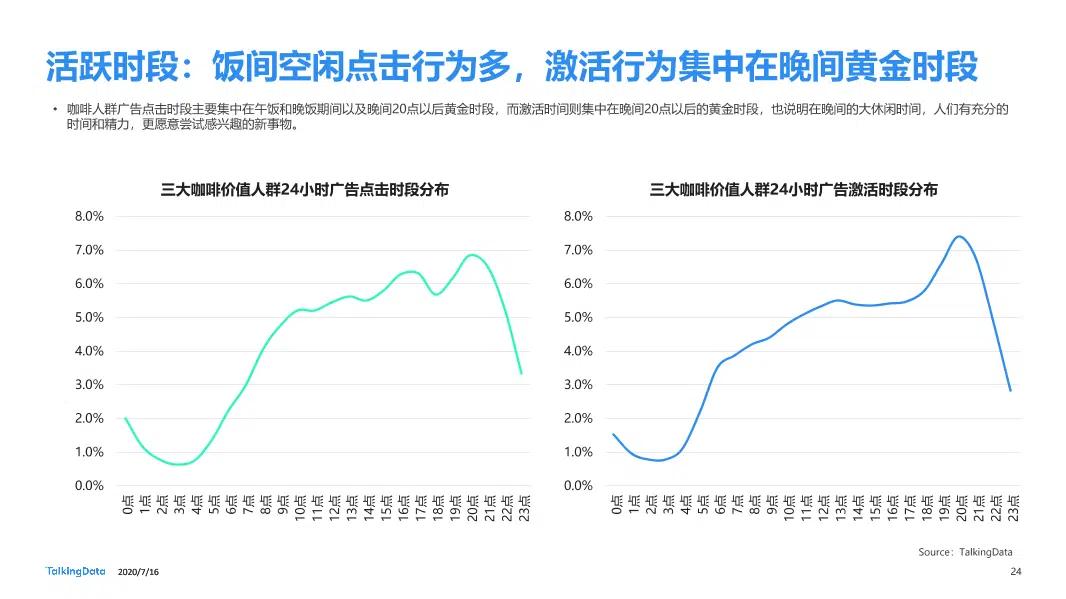 活跃时段：饭间空闲点击行为多，激活行为集中在晚间黄金时段
• 咖啡人群广告点击时段主要集中在午饭和晚饭期间以及晚间20点以后黄金时段，而激活时间则集中在晚间20点以后的黄金时段，也说明在晚间的大休闲时间，人们有充分的
时间和精力，更愿意尝试感兴趣的新事物。
三大咖啡价值人群24小时广告点击时段分布
8.0%
7.0%
6.0%
5.0%
4.0%
3.0%
2.0%
1.0%
0.0%
0点 1点 2点 3点 4点 5点 6点 7点 8点 9点 10点 11点 12点 13点 14点 15点 16点 17点 18点 19点 20点 21点 22点 23点
三大咖啡价值人群24小时广告激活时段分布
8.0%
7.0%
6.0%
5.0%
4.0%
3.0%
2.0%
1.0%
0.0%
0点 1点 2点 3点 4点 5点 6点 7点 8点 9点 10点 11点 12点 13点 14点 15点 16点 17点 18点 19点 20点 21点 22点 23点
Source：TalkingData
TalkingData 2020/7/16 24